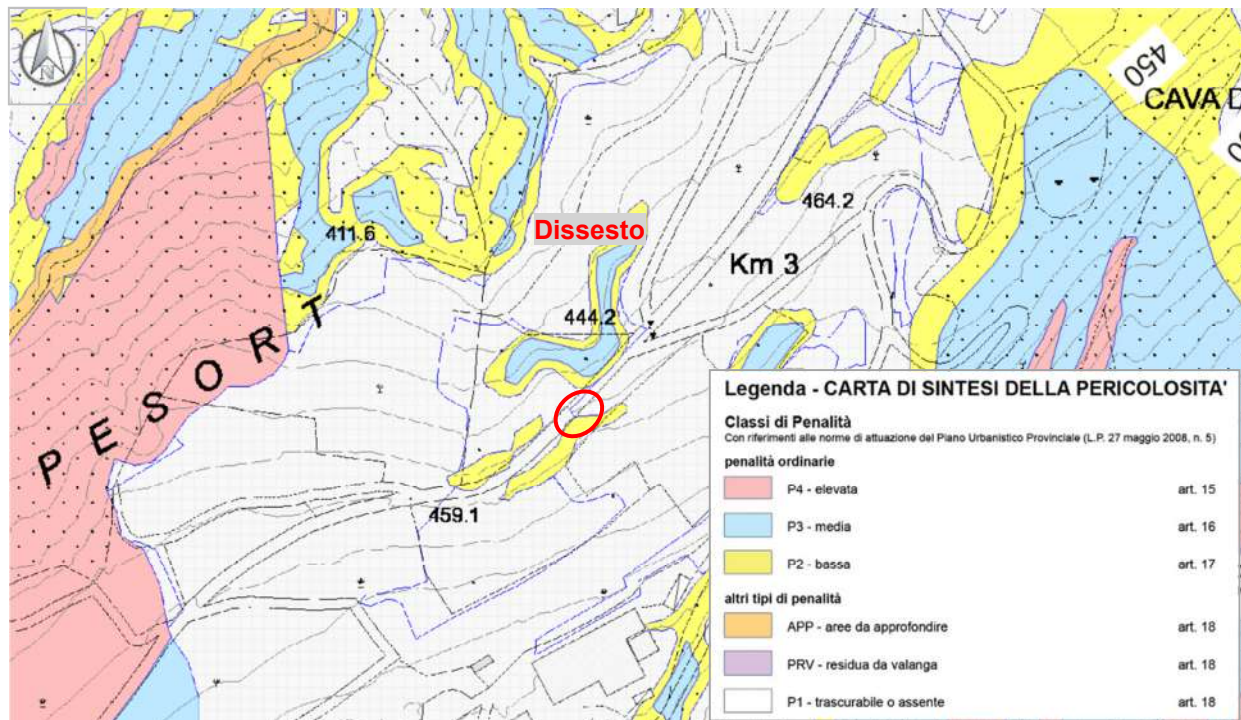 N
450
CAVA D
464.2
Dissesto
411.6
Km 3
444.2
PESORT
459.1
Legenda - CARTA DI SINTESI DELLA PERICOLOSITA'
Classi di Penalità
Con riferimenti alle norme di attuazione del Piano Urbanistico Provinciale (L.P. 27 maggio 2008, n. 5)
penalità ordinarie
P4 - elevata art. 15
P3 - media art. 16
P2 - bassa art. 17
altri tipi di penalità
APP - aree da approfondire art. 18
PRV - residua da valanga art. 18
P1 - trascurabile o assente art. 18